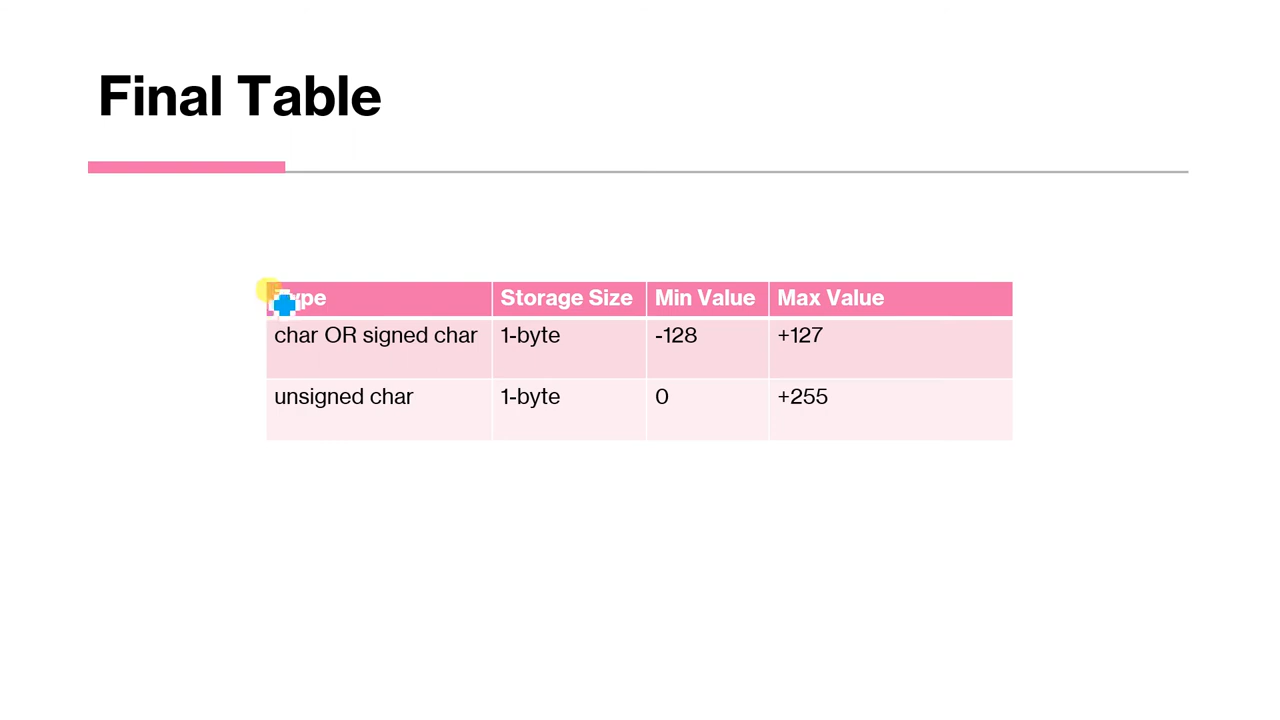 Final Table
Type Storage Size Min Value Max Value
char OR signed char 1-byte -128 +127
unsigned char 1-byte 0 +255